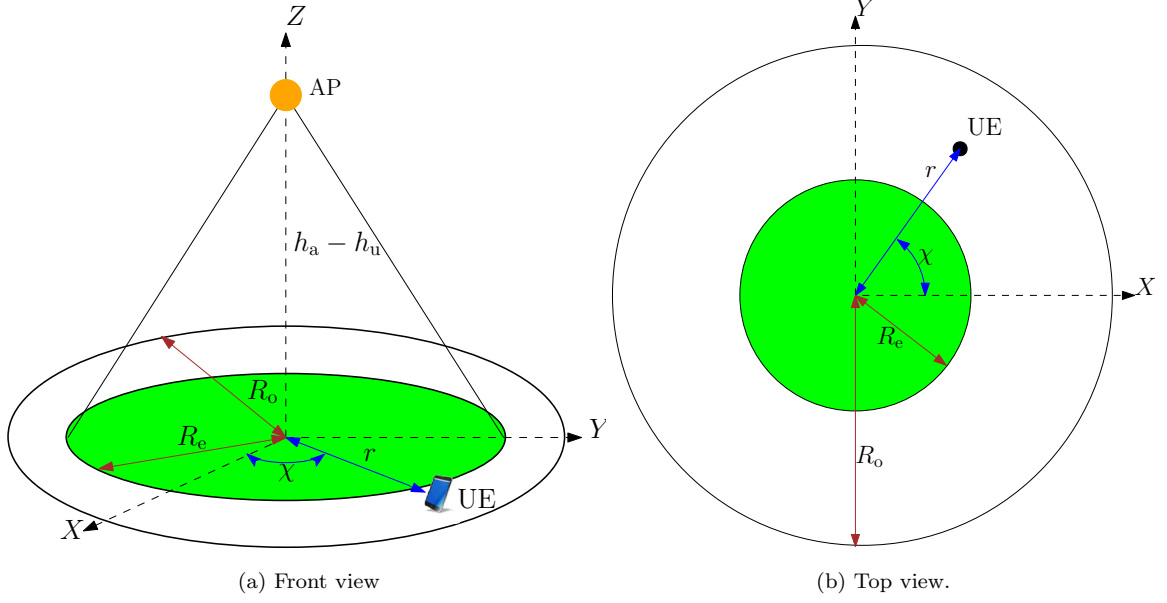 Z
AP
h_a − h_u
R_o
R_e
χ
r
Y
X
UE
(a) Front view
Y
UE
r
χ
X
R_e
R_o
(b) Top view.